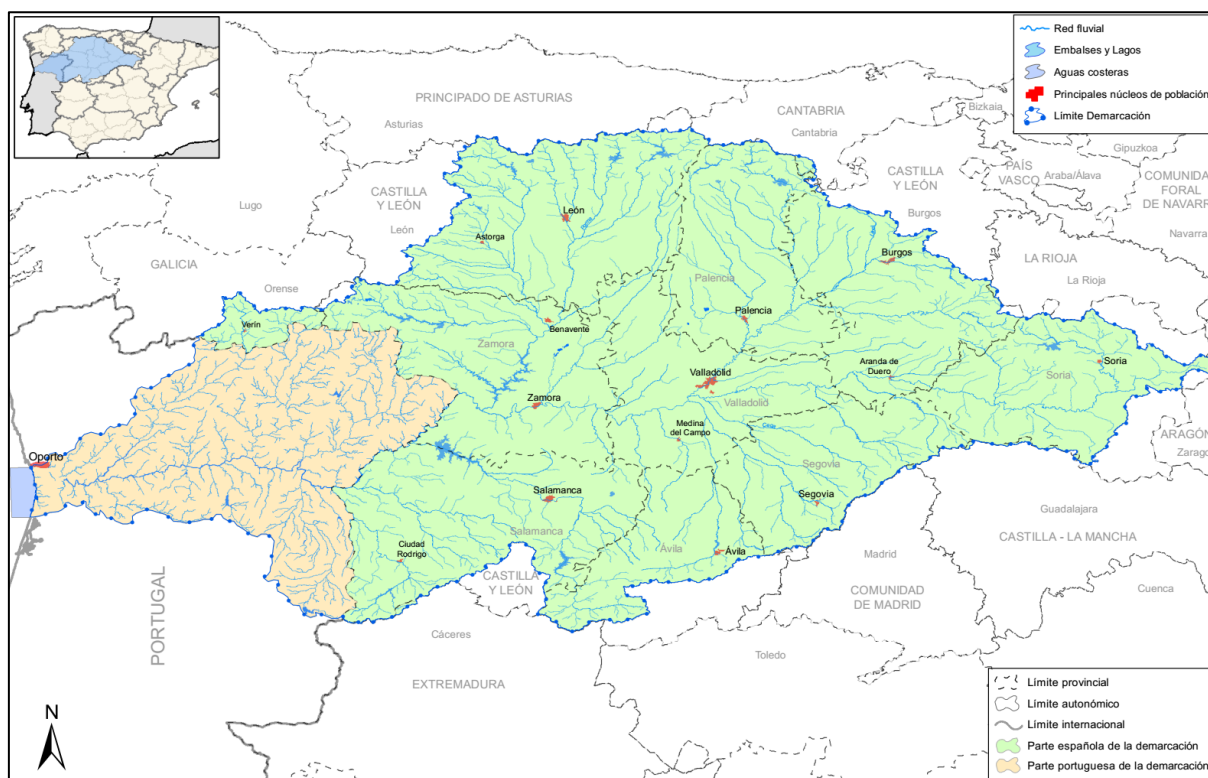 Red fluvial
Embalses y Lagos
Aguas costeras
Principales núcleos de población
Límite Demarcación
PRINCIPADO DE ASTURIAS
Asturias
CANTABRIA
Cantabria
Bizkaia
Gipuzkoa
PAÍS
VASCO
Araba/Álava
COMUNIDA
FORAL
DE NAVARR
Navarra
CASTILLA
Y LEÓN
León
CASTILLA
Y LEÓN
Burgos
Lugo
GALICIA
Orense
LA RIOJA
La Rioja
León
Astorga
Burgos
Palencia
Palencia
Verín
Benavente
Zamora
Aranda de
Duero
Soria
Soria
Valladolid
Valladolid
Zamora
Medina
del Campo
ARAGÓN
Zarago
Oporto
Segovia
Segovia
Salamanca
Salamanca
Guadalajara
CASTILLA - LA MANCHA
Ciudad
Rodrigo
Ávila
Ávila
Madrid
COMUNIDAD
DE MADRID
CASTILLA
Y LEÓN
Cuenca
PORTUGAL
Cáceres
EXTREMADURA
Toledo
N
Límite provincial
Límite autonómico
Límite internacional
Parte española de la demarcación
Parte portuguesa de la demarcación